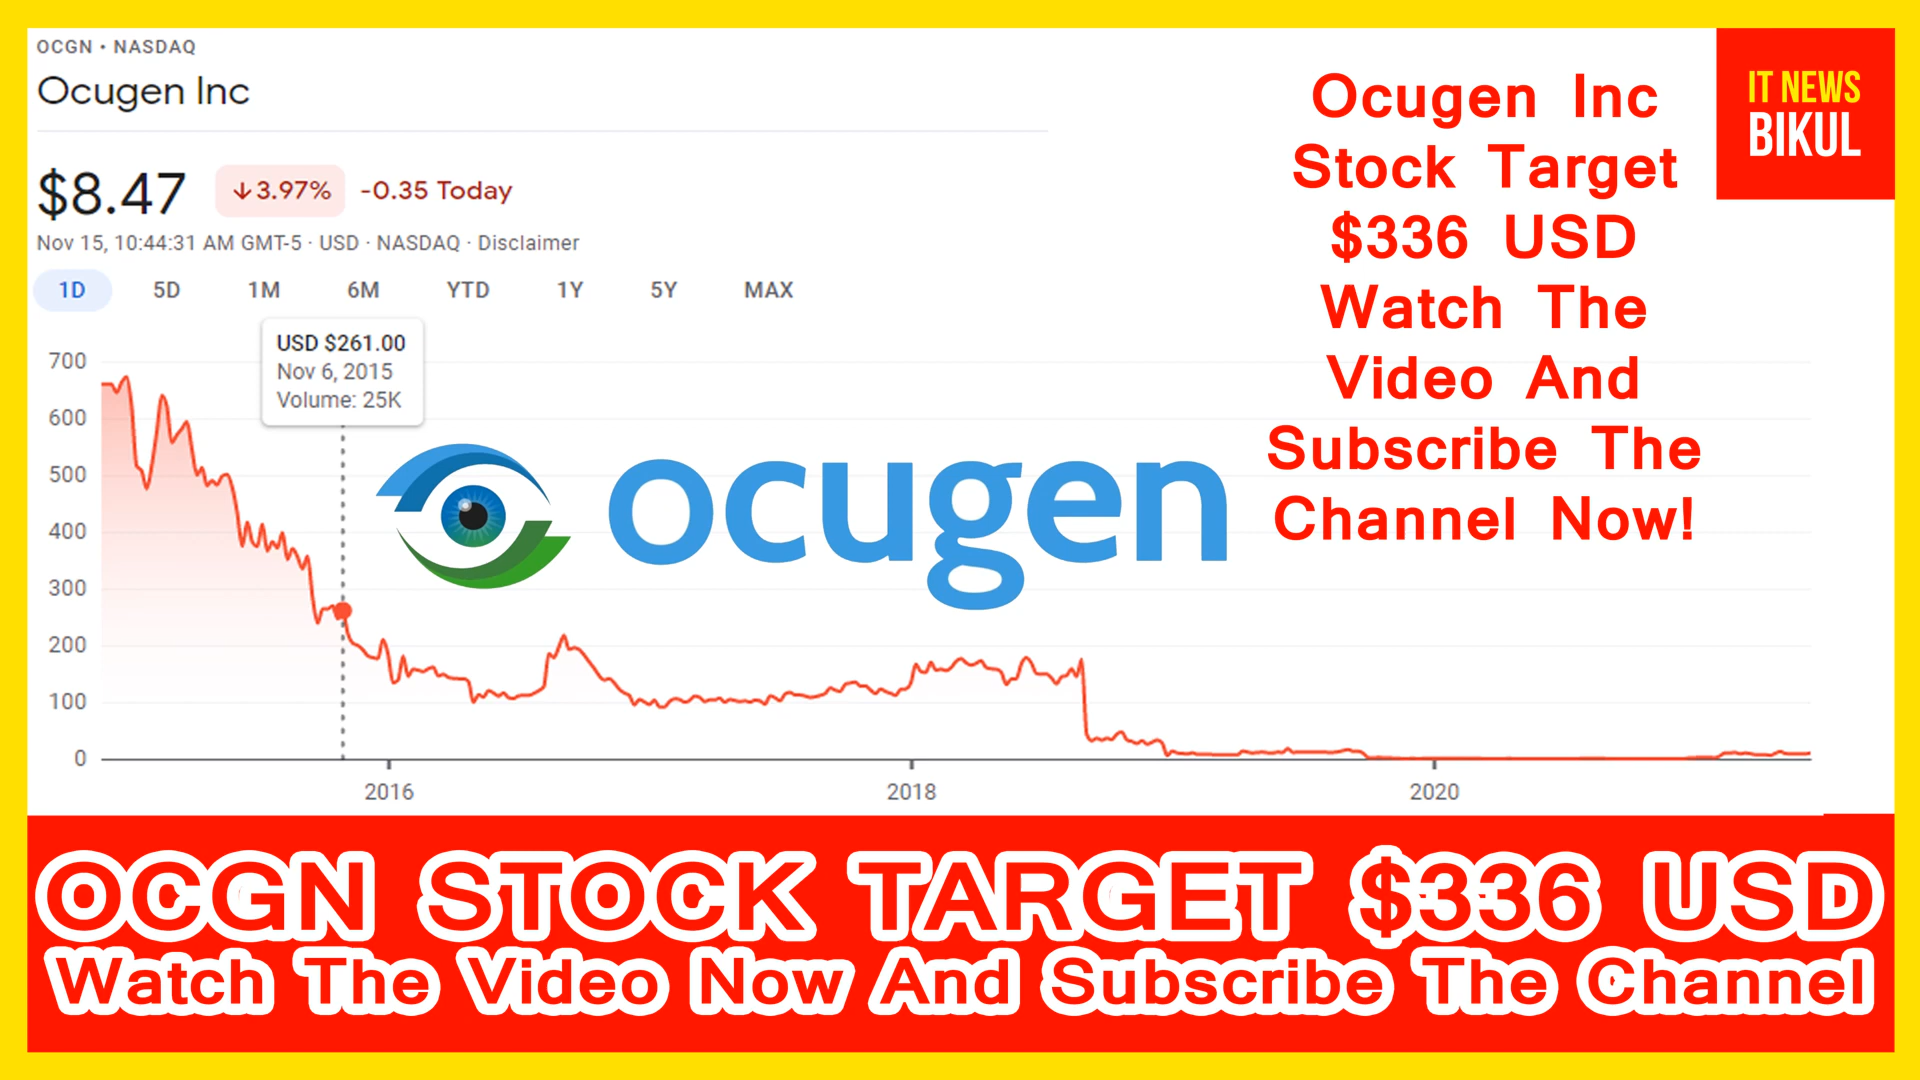 OCGN • NASDAQ
Ocugen Inc
$8.47 ↓3.97% -0.35 Today
Nov 15, 10:44:31 AM GMT-5 · USD · NASDAQ · Disclaimer
1D 5D 1M 6M YTD 1Y 5Y MAX
USD $261.00
Nov 6, 2015
Volume: 25K
700
600
500
400
300
200
100
0
2016 2018 2020
ocugen
Ocugen Inc
Stock Target
$336 USD
Watch The
Video And
Subscribe The
Channel Now!
IT NEWS
BIKUL
OCGN STOCK TARGET $336 USD
Watch The Video Now And Subscribe The Channel